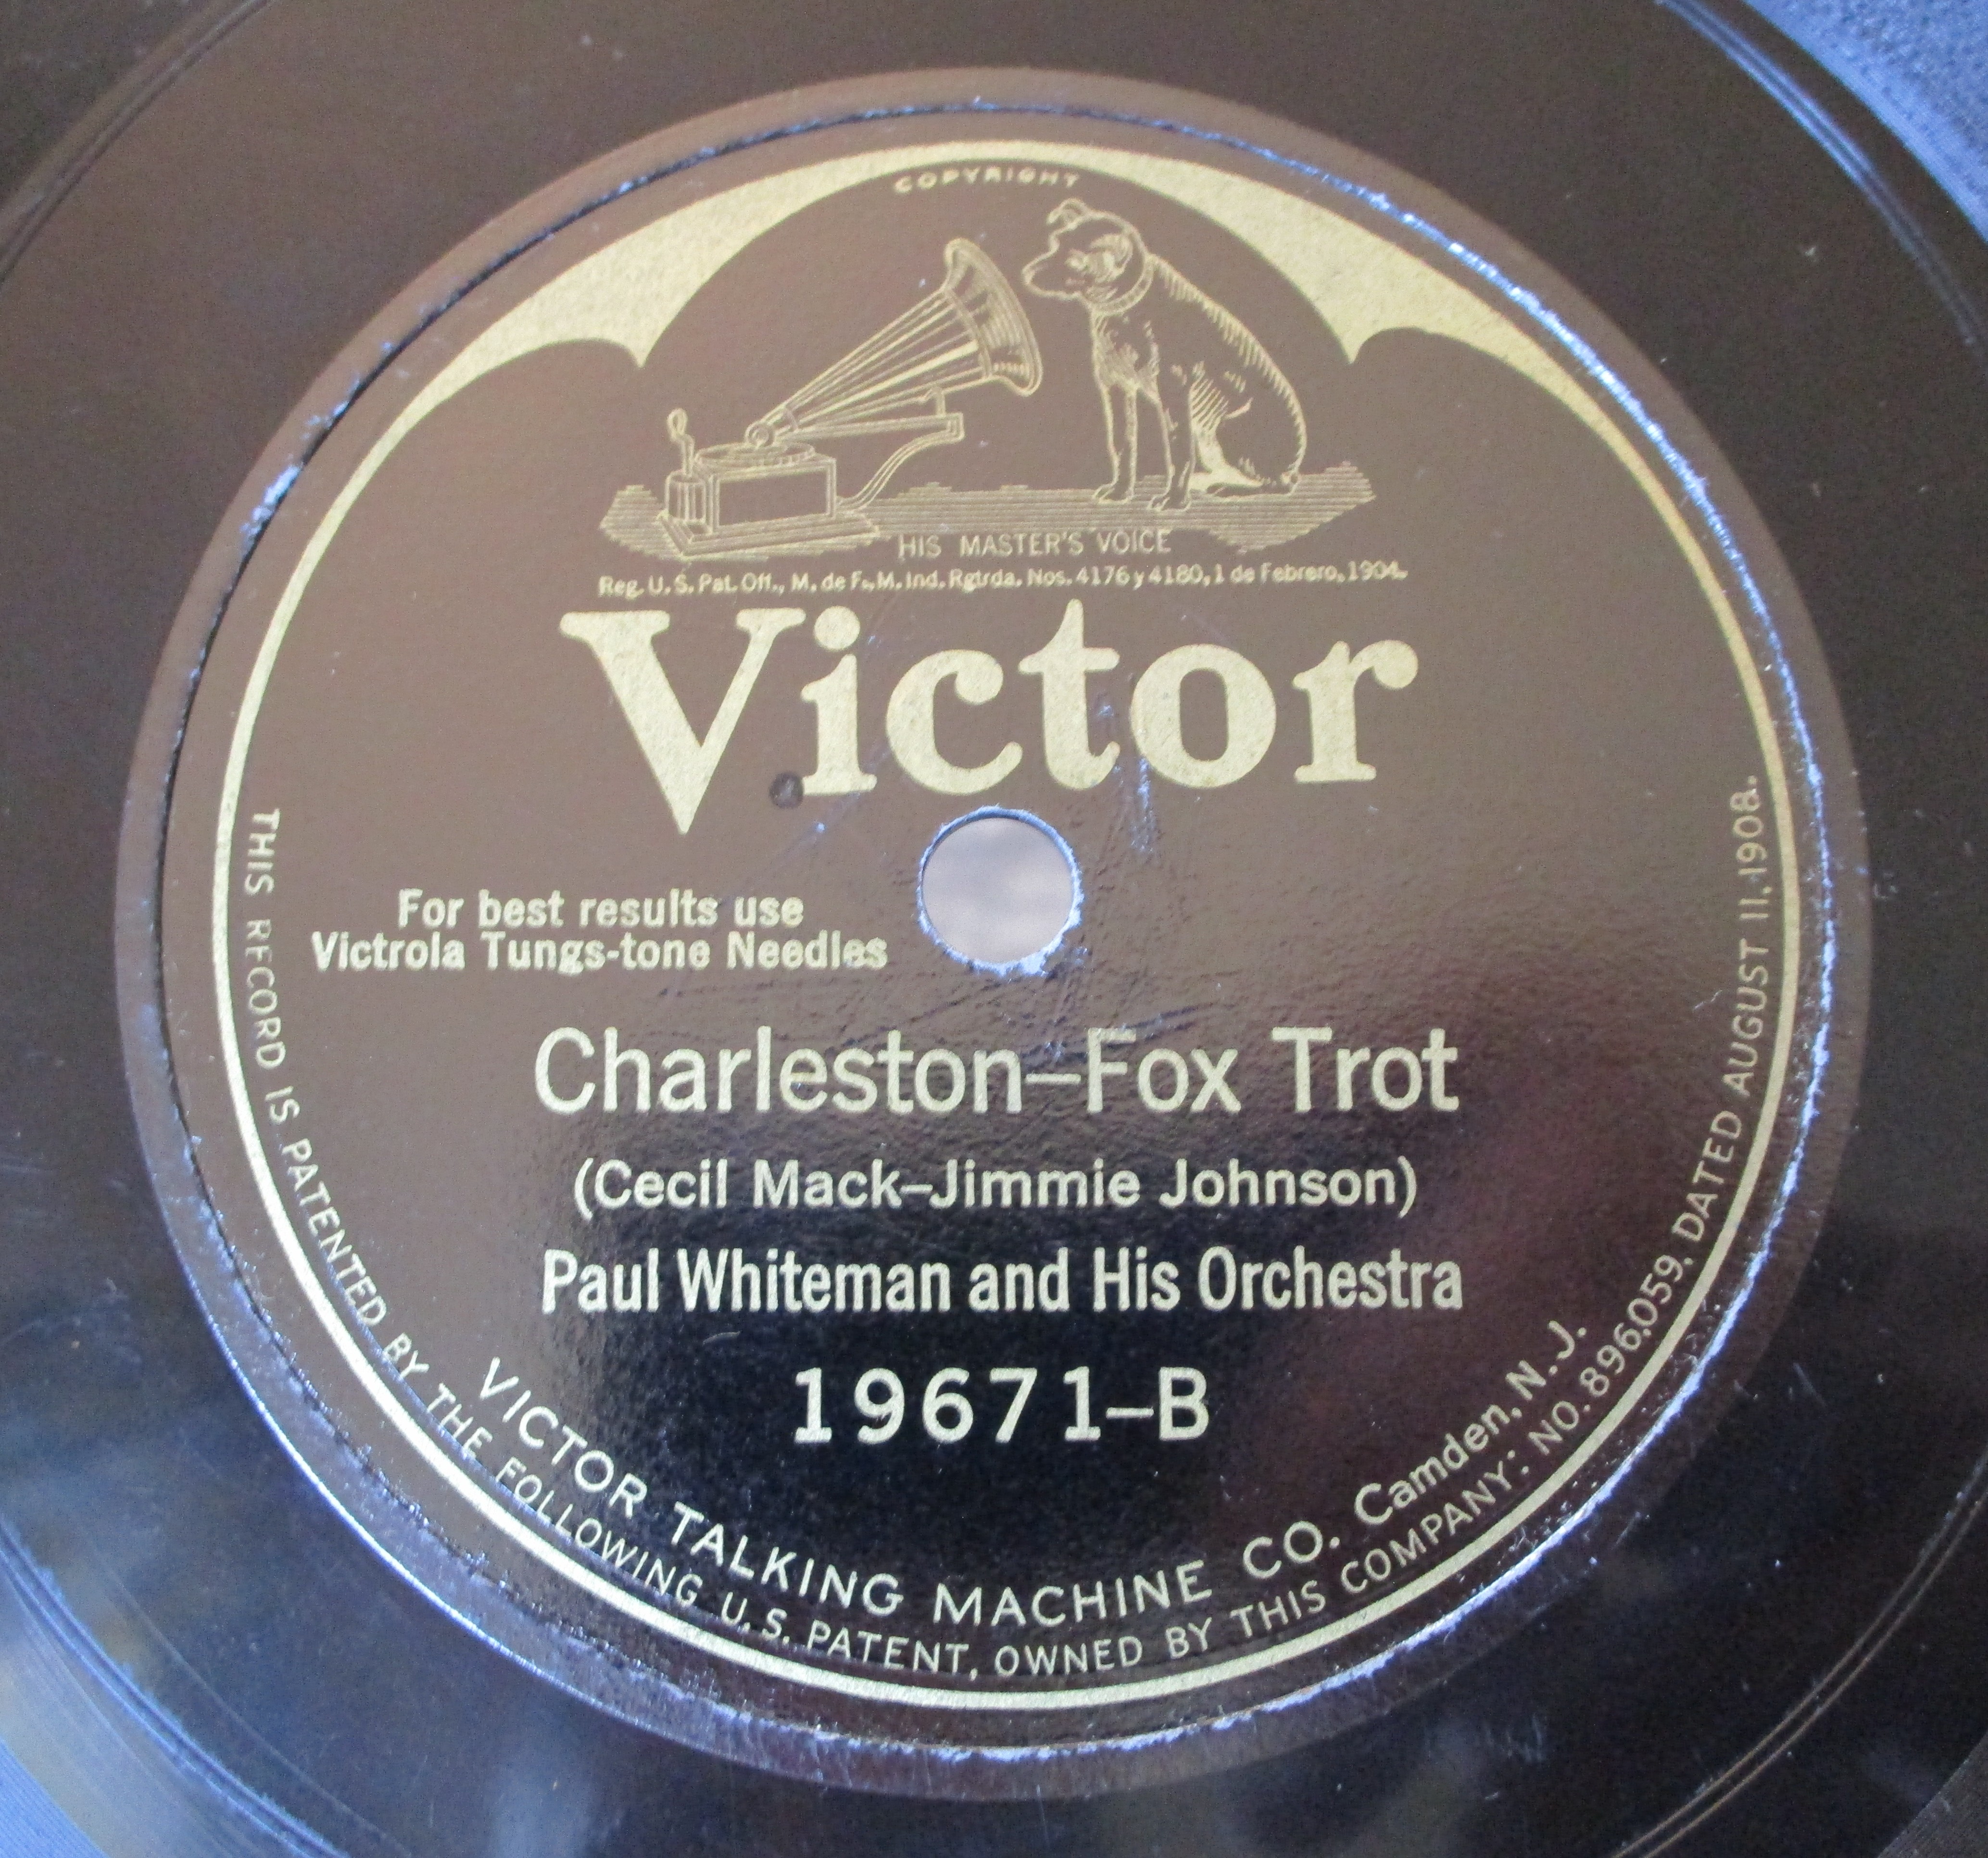 COPYRIGHT
HIS MASTER'S VOICE
Reg. U. S. Pat. Off., M. de F., M. Ind. Rgtrda. Nos. 4176 y 4180, 1 de Febrero, 1904.
Victor
For best results use
Victrola Tungs-tone Needles
Charleston–Fox Trot
(Cecil Mack–Jimmie Johnson)
Paul Whiteman and His Orchestra
19671–B
VICTOR TALKING MACHINE CO. Camden, N. J.
THIS RECORD IS PATENTED BY THE FOLLOWING U.S. PATENT, OWNED BY THIS COMPANY: NO. 896,059, DATED AUGUST 11, 1908.